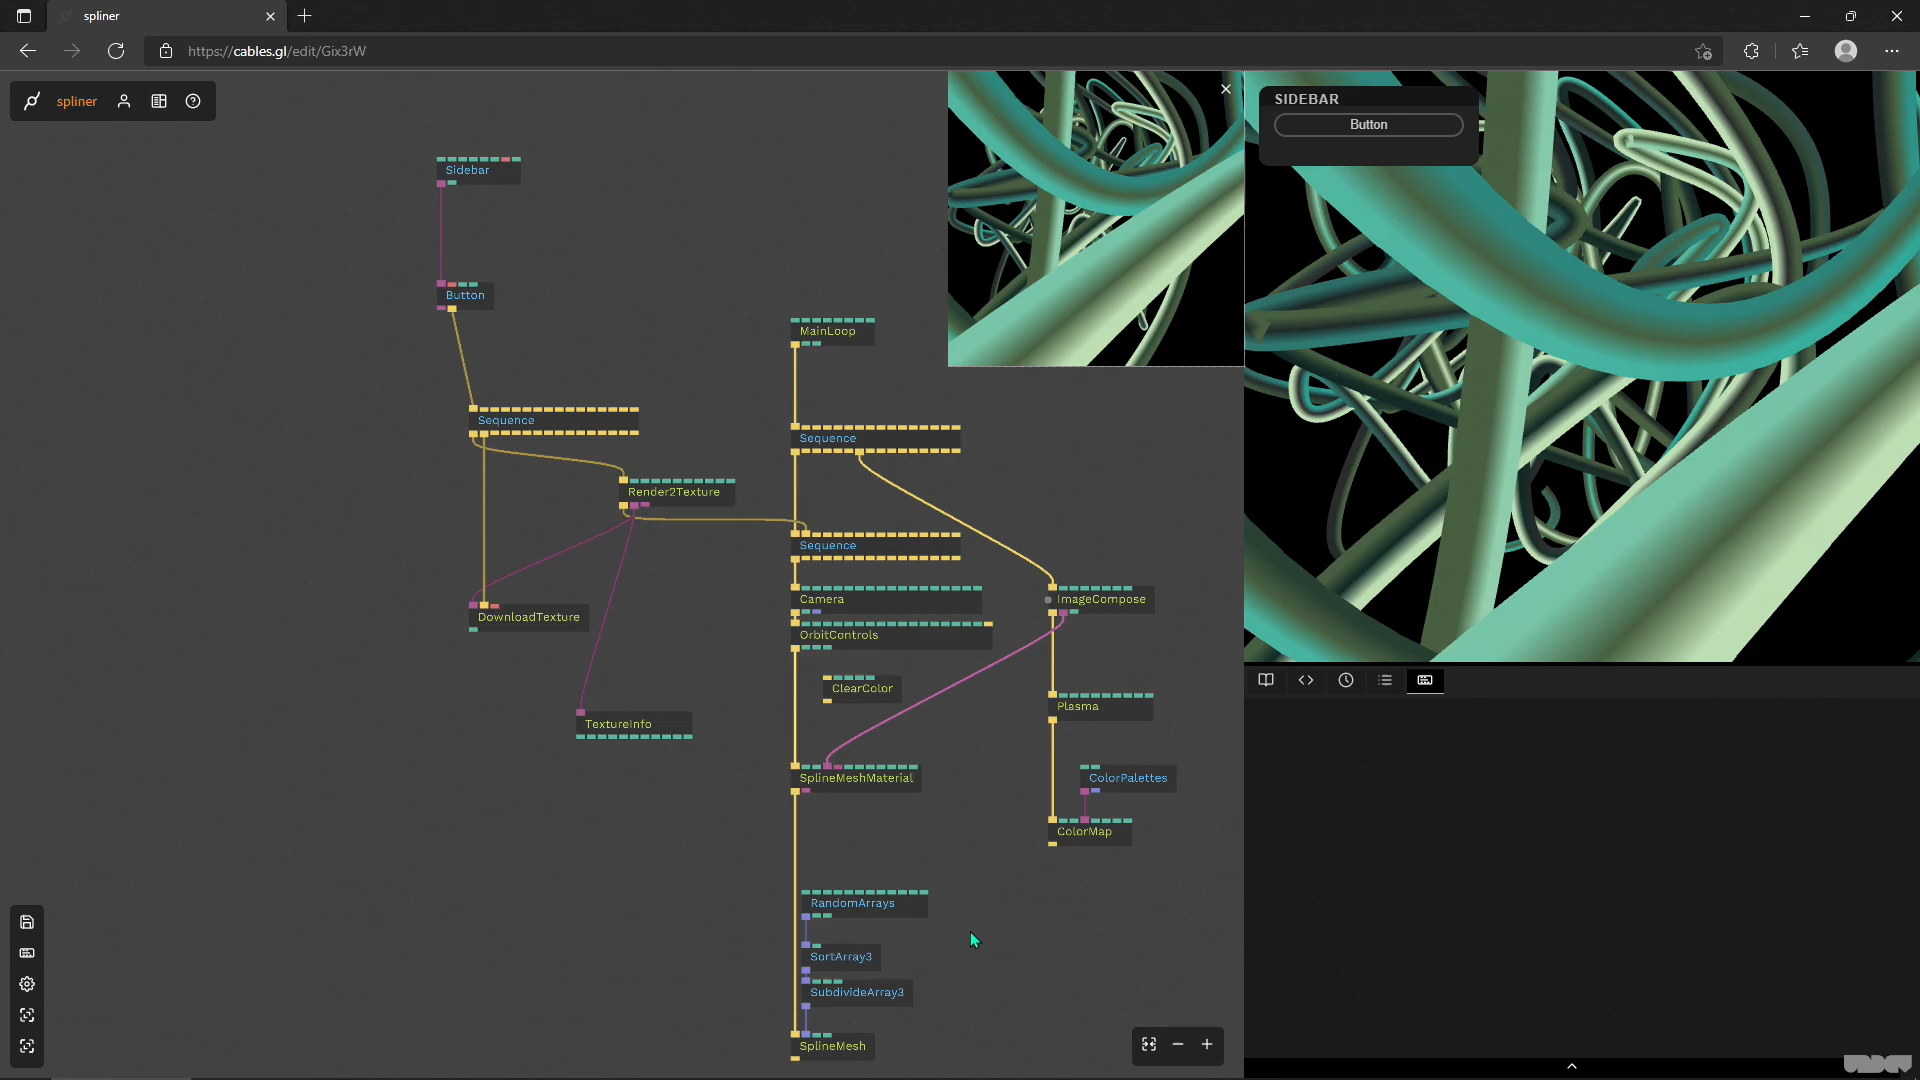 spliner
https://cables.gl/edit/Gix3rW
spliner
SIDEBAR
Button
Sidebar
Button
MainLoop
Sequence
Sequence
Render2Texture
Sequence
Camera
ImageCompose
DownloadTexture
OrbitControls
ClearColor
Plasma
TextureInfo
SplineMeshMaterial
ColorPalettes
ColorMap
RandomArrays
SortArray3
SubdivideArray3
SplineMesh